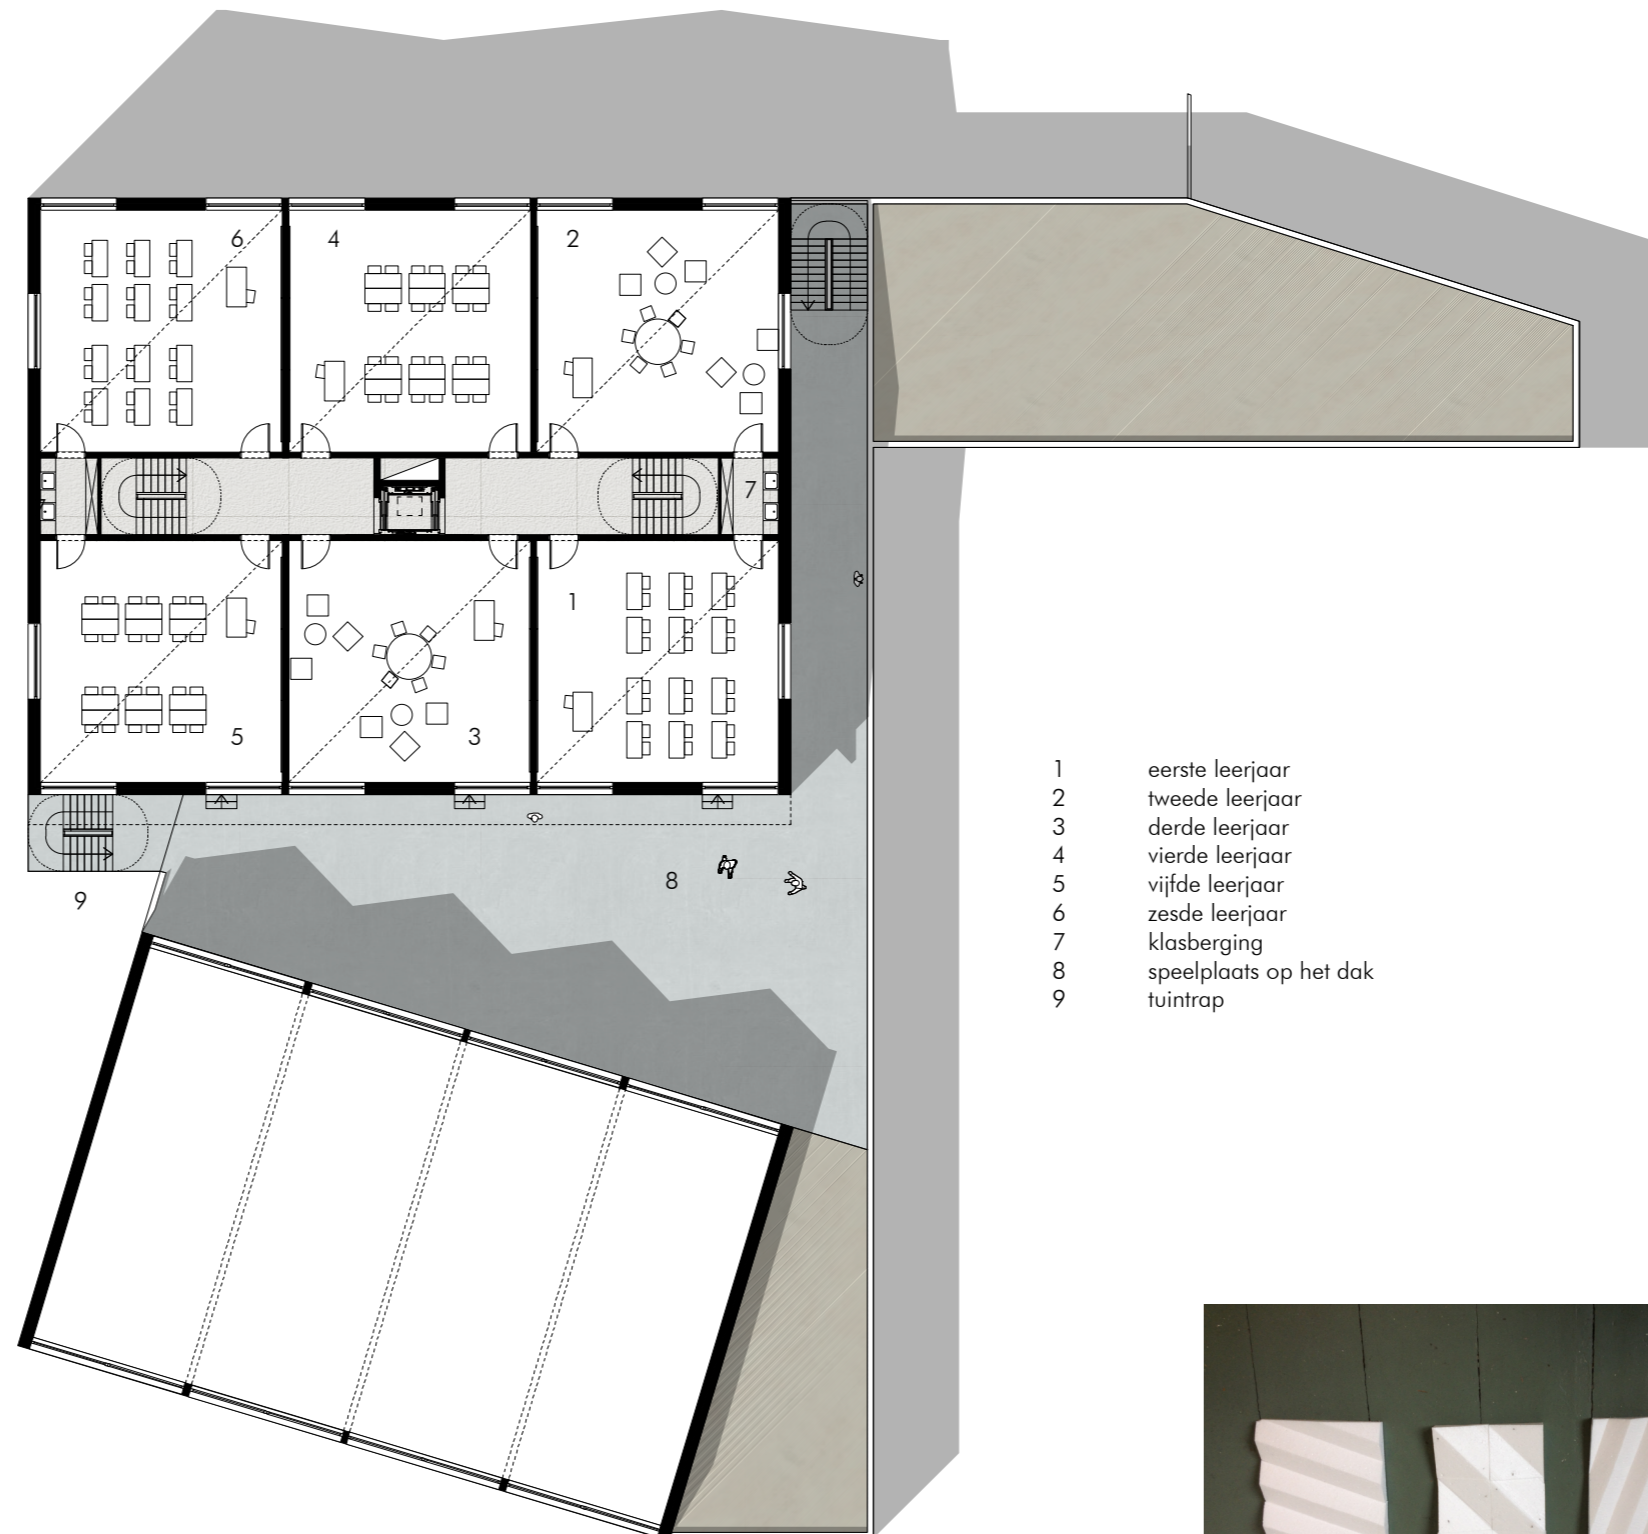 6
4
2
7
1
5
3
8
9
1 eerste leerjaar
2 tweede leerjaar
3 derde leerjaar
4 vierde leerjaar
5 vijfde leerjaar
6 zesde leerjaar
7 klasberging
8 speelplaats op het dak
9 tuintrap